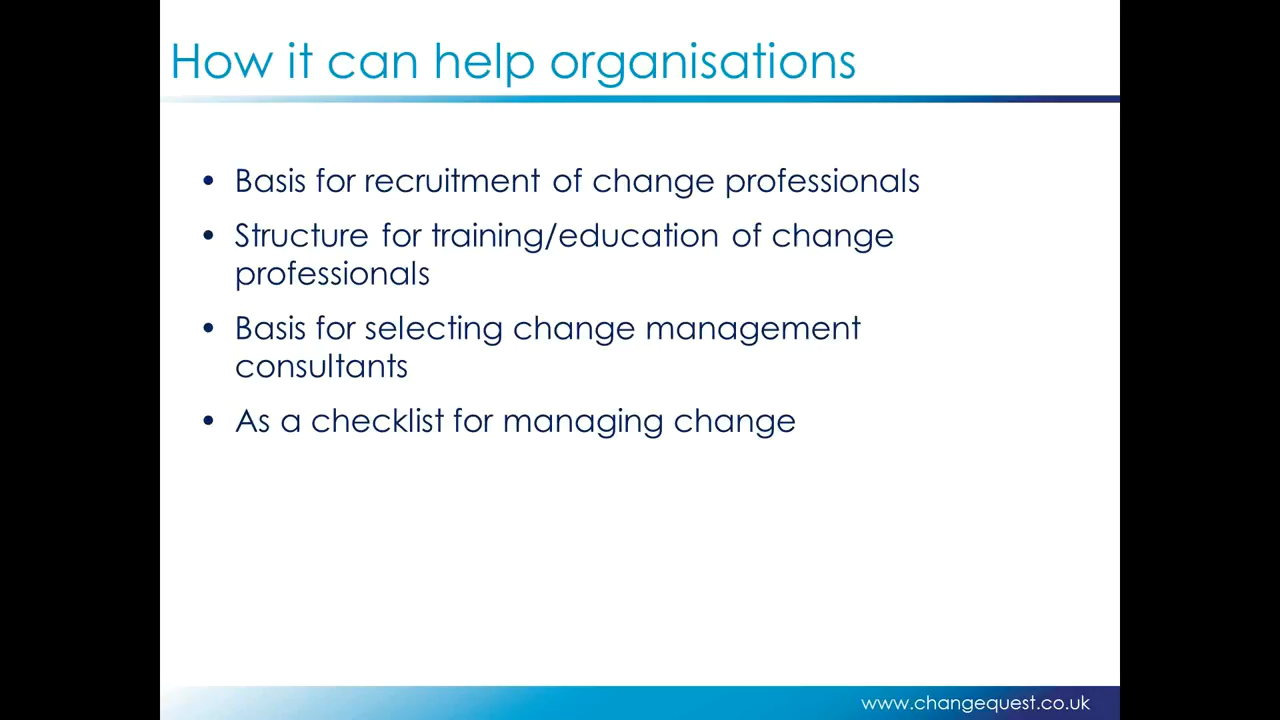 How it can help organisations
• Basis for recruitment of change professionals
• Structure for training/education of change
professionals
• Basis for selecting change management
consultants
• As a checklist for managing change
www.changequest.co.uk